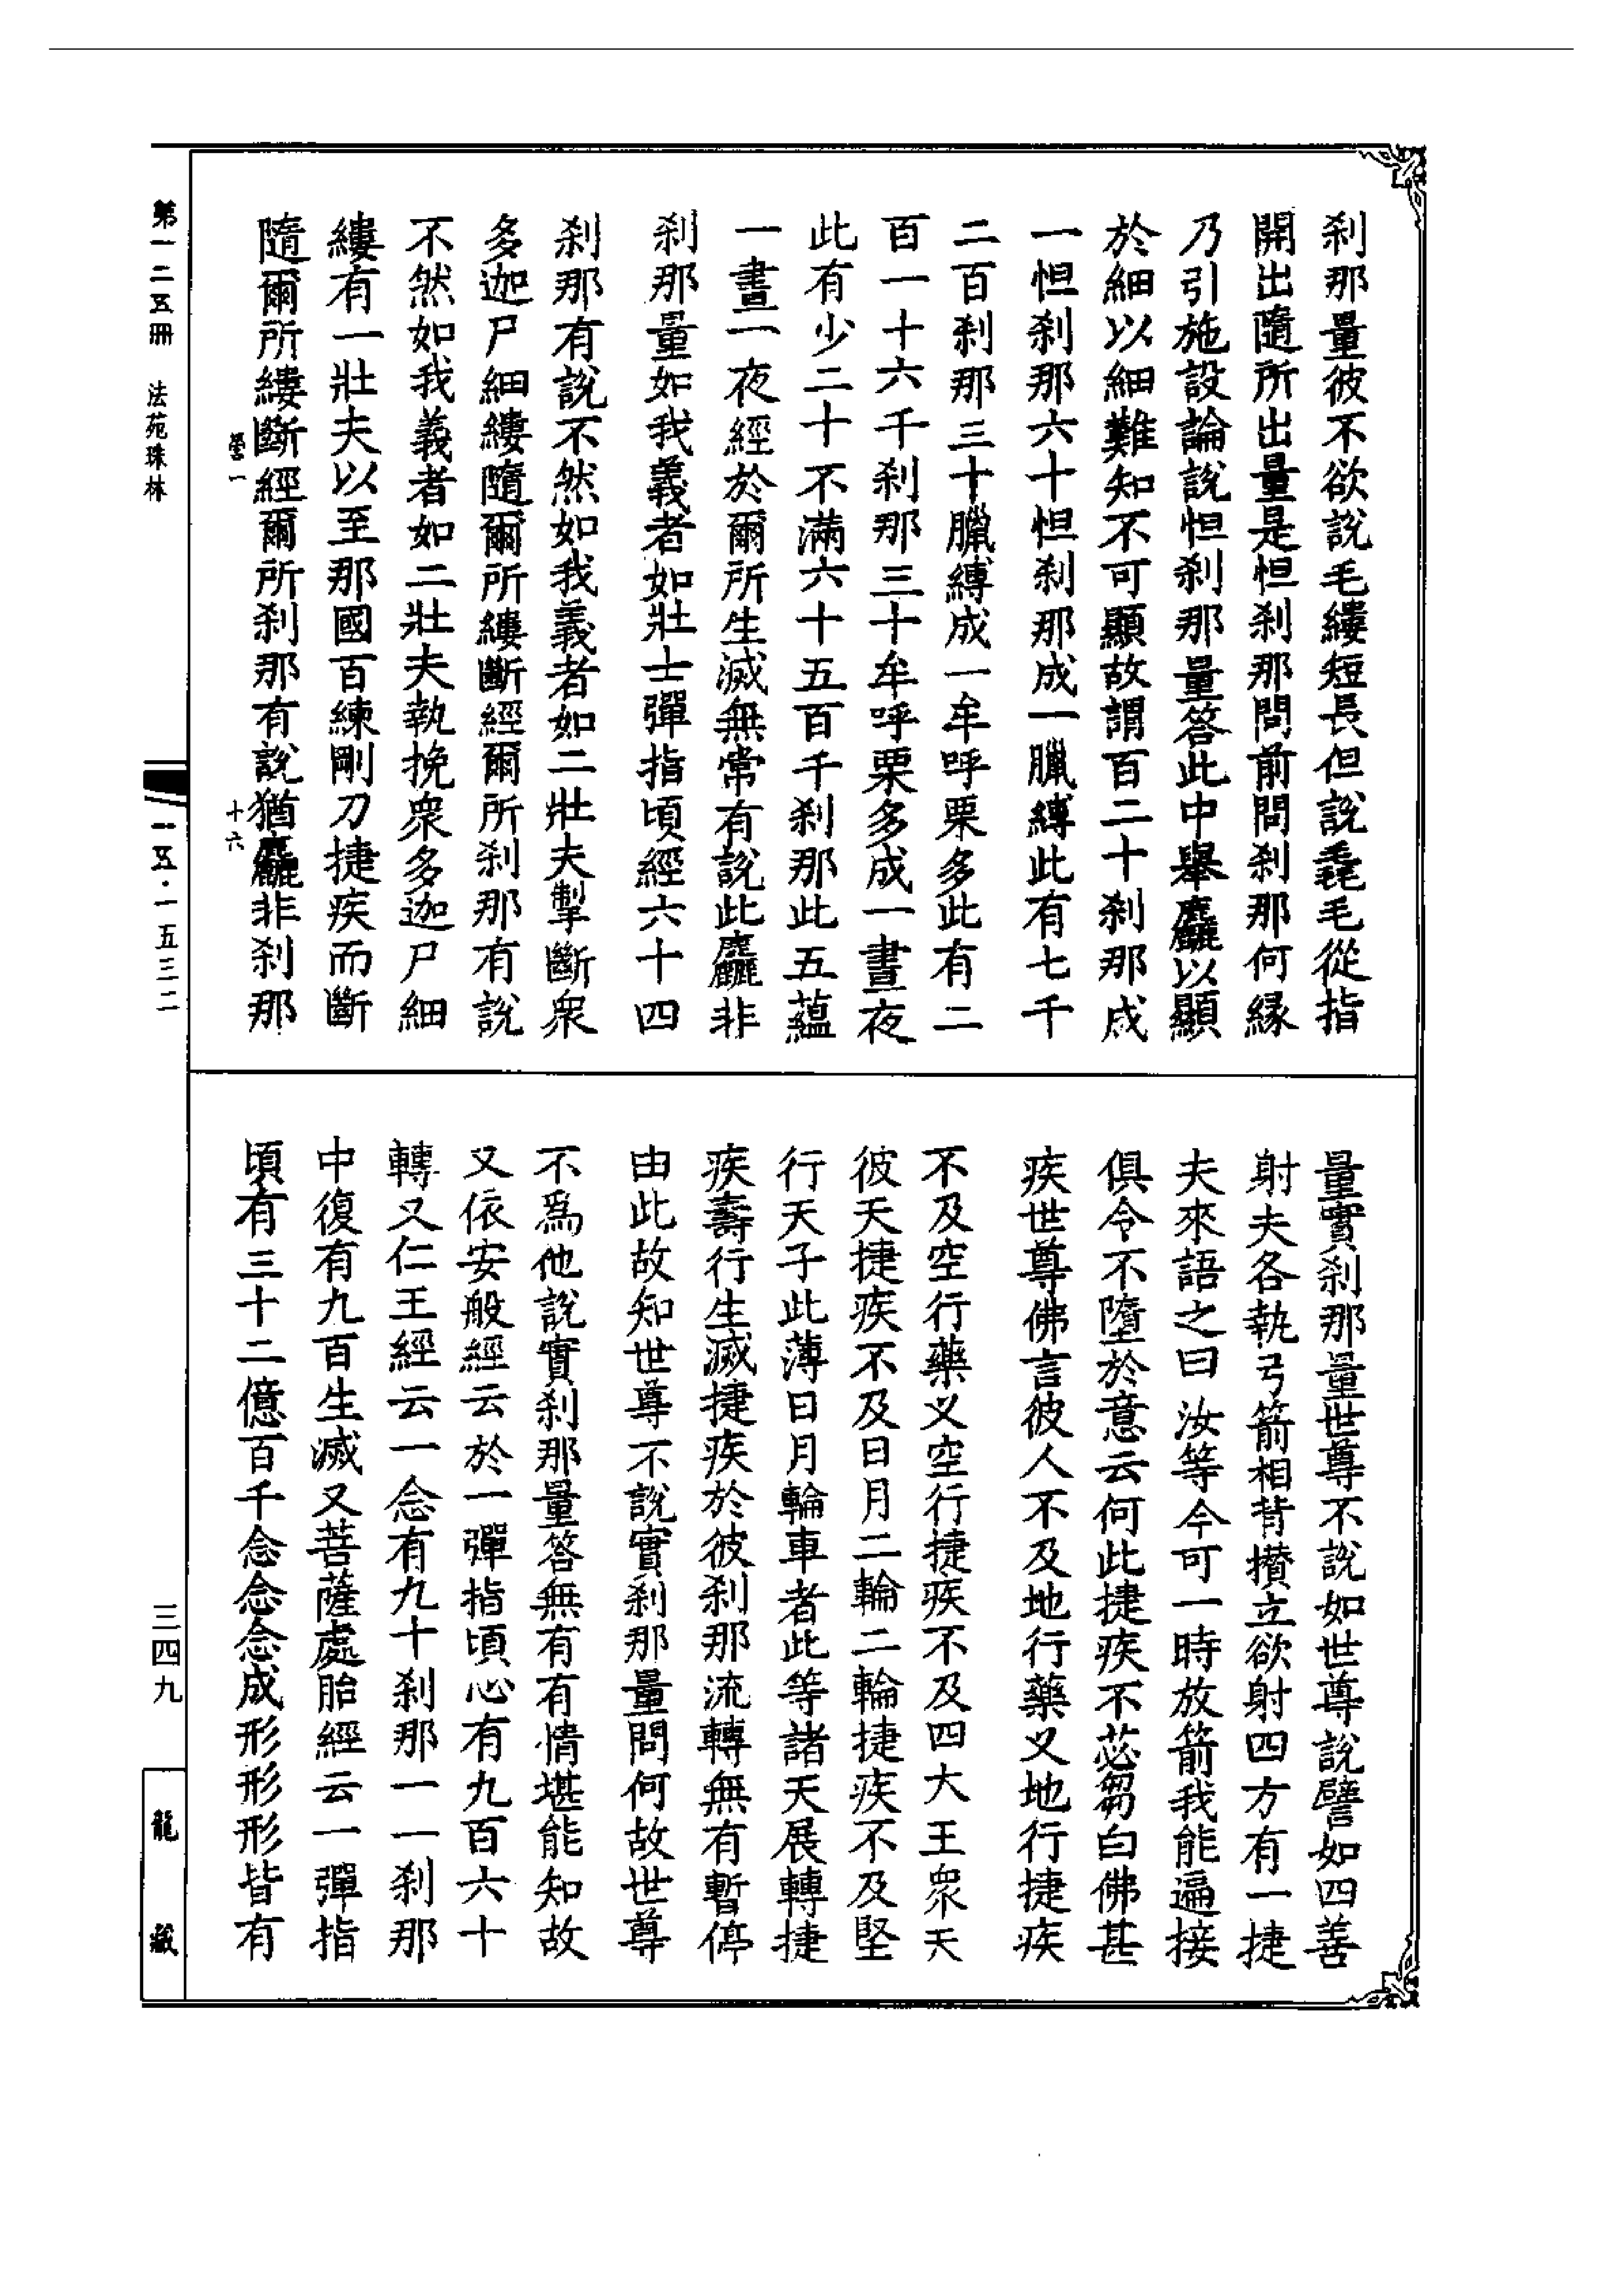 刹那量彼不欲說毛縷短長但說毳毛從指
開出隨所出量是怛刹那問前問刹那何緣
乃引施設論說怛刹那量答此中舉麤以顯
於細以細難知不可顯故謂百二十刹那成
一怛刹那六十怛刹那成一臘縛此有七千
二百刹那三十臘縛成一牟呼栗多此有二
百一十六千刹那三十牟呼栗多成一晝夜
此有少二十不滿六十五百千刹那此五蘊
一晝一夜經於爾所生滅無常有說此麤非
刹那量如我義者如壯士彈指頃經六十四
刹那有說不然如我義者如二壯夫掣斷衆
多迦尸細縷隨爾所縷斷經爾所刹那有說
不然如我義者如二壯夫執挽衆多迦尸細
縷有一壯夫以至那國百練剛刀捷疾而斷
隨爾所縷斷經爾所刹那有說猶麤非刹那
量實刹那量世尊不說如世尊說譬如四善
射夫各執弓箭相背攢立欲射四方有一捷
夫來語之曰汝等今可一時放箭我能遍接
俱令不墮於意云何此捷疾不苾芻白佛甚
疾世尊佛言彼人不及地行藥叉地行捷疾
不及空行藥叉空行捷疾不及四大王衆天
彼天捷疾不及日月二輪二輪捷疾不及堅
行天子此薄日月輪車者此等諸天展轉捷
疾壽行生滅捷疾於彼刹那流轉無有暫停
由此故知世尊不說實刹那量問何故世尊
不爲他說實刹那量答無有有情堪能知故
又依安般經云於一彈指頃心有九百六十
轉又仁王經云一念有九十刹那一一刹那
中復有九百生滅又菩薩處胎經云一彈指
頃有三十二億百千念念念成形形形皆有
第一二五冊 法苑珠林
營一 十六
一五·一五三二
三四九
龍藏